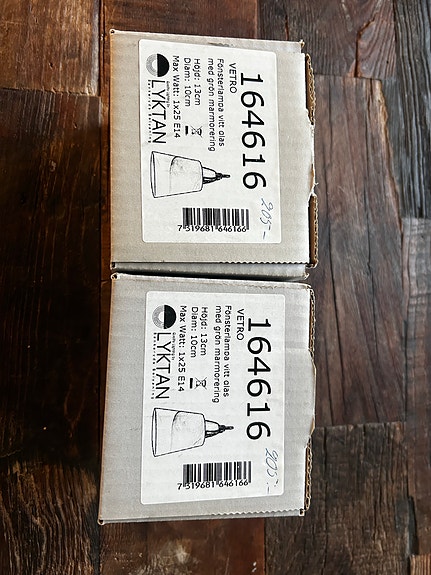 164616
VETRO
Fönsterlampa vitt glas
med grön marmorering
Höjd: 13cm
Diam: 10cm
Max Watt: 1x25 E14
LYKTAN
7 319681 646166
205:-
164616
VETRO
Fönsterlampa vitt glas
med grön marmorering
Höjd: 13cm
Diam: 10cm
Max Watt: 1x25 E14
LYKTAN
7 319681 646166
205:-